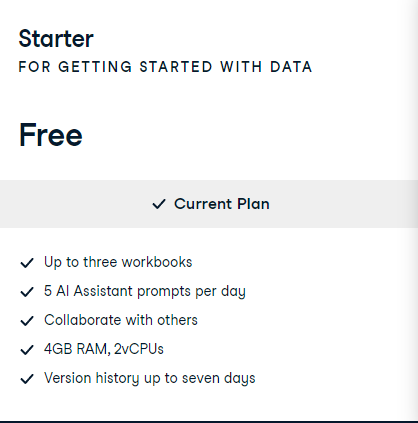 Starter
FOR GETTING STARTED WITH DATA
Free
Current Plan
Up to three workbooks
5 AI Assistant prompts per day
Collaborate with others
4GB RAM, 2vCPUs
Version history up to seven days